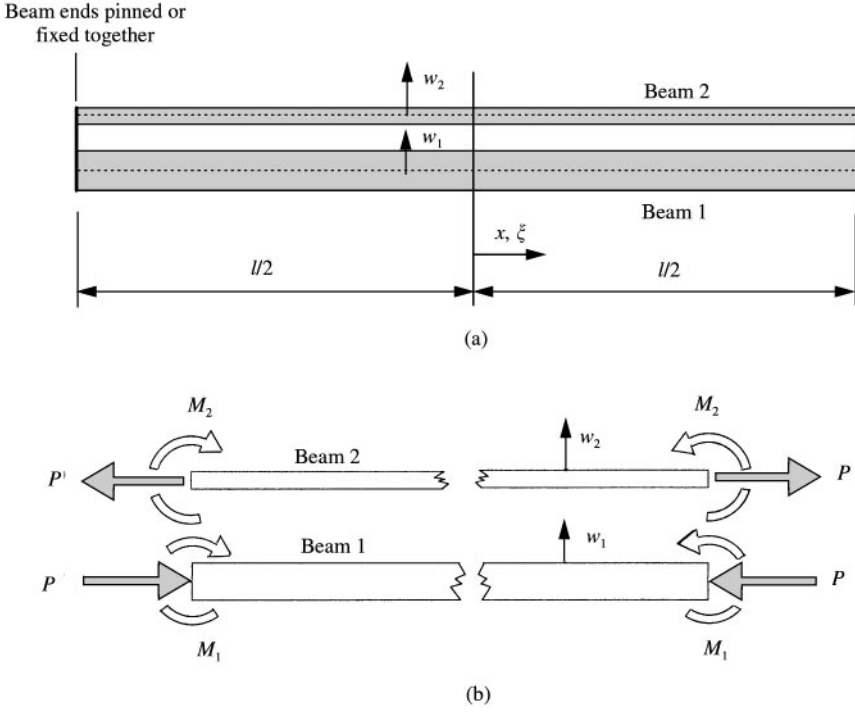 Beam ends pinned or
fixed together
w₂
Beam 2
w₁
Beam 1
x, ξ
l/2
l/2
(a)
M₂
M₂
w₂
Beam 2
P
P
Beam 1
w₁
P
P
M₁
M₁
(b)